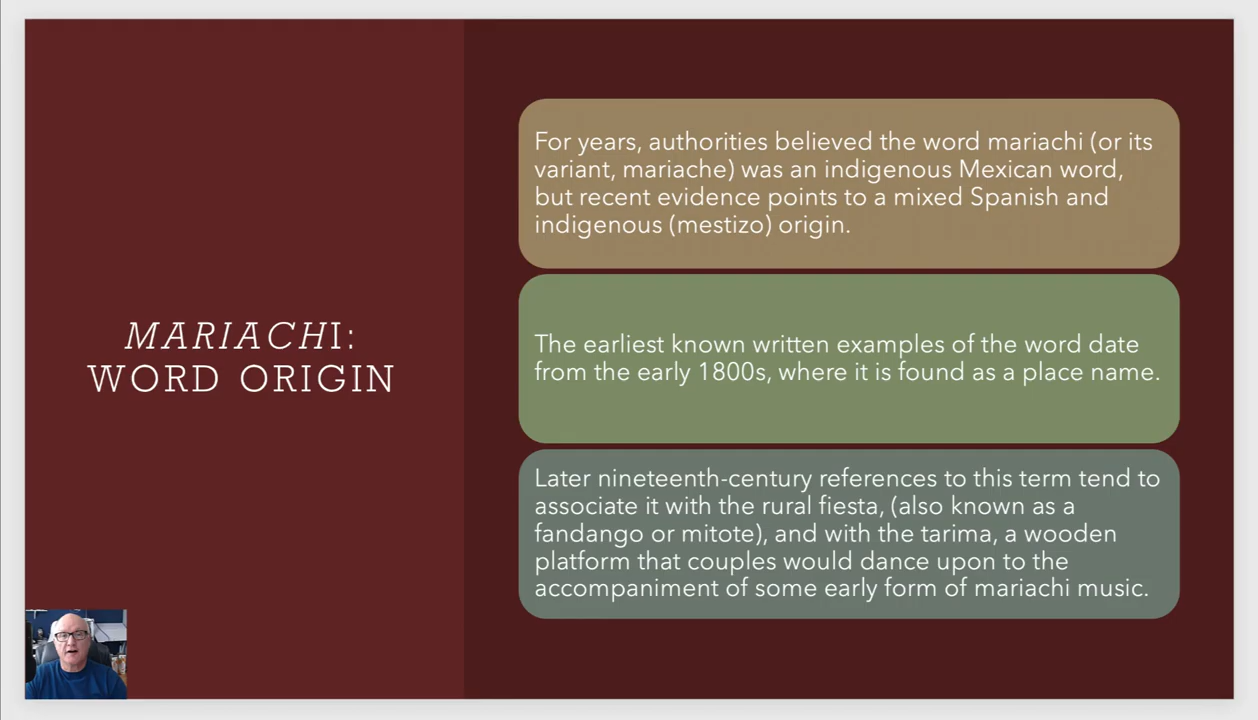 MARIACHI:
WORD ORIGIN
For years, authorities believed the word mariachi (or its
variant, mariache) was an indigenous Mexican word,
but recent evidence points to a mixed Spanish and
indigenous (mestizo) origin.
The earliest known written examples of the word date
from the early 1800s, where it is found as a place name.
Later nineteenth-century references to this term tend to
associate it with the rural fiesta, (also known as a
fandango or mitote), and with the tarima, a wooden
platform that couples would dance upon to the
accompaniment of some early form of mariachi music.